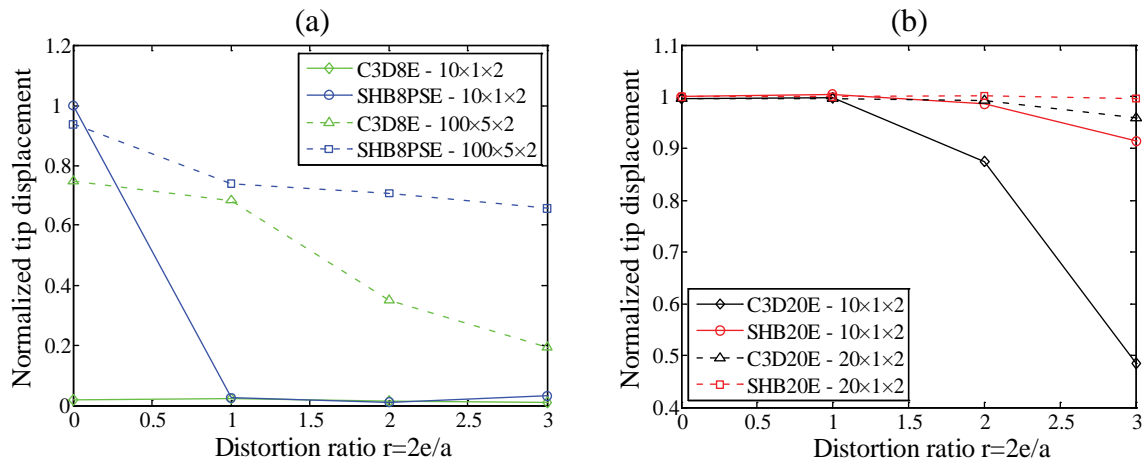 (a)
Normalized tip displacement
1.2
1
0.8
0.6
0.4
0.2
0
C3D8E - 10×1×2
SHB8PSE - 10×1×2
C3D8E - 100×5×2
SHB8PSE - 100×5×2
0 0.5 1 1.5 2 2.5 3
Distortion ratio r=2e/a
(b)
Normalized tip displacement
1.1
1
0.9
0.8
0.7
0.6
0.5
0.4
C3D20E - 10×1×2
SHB20E - 10×1×2
C3D20E - 20×1×2
SHB20E - 20×1×2
0 0.5 1 1.5 2 2.5 3
Distortion ratio r=2e/a